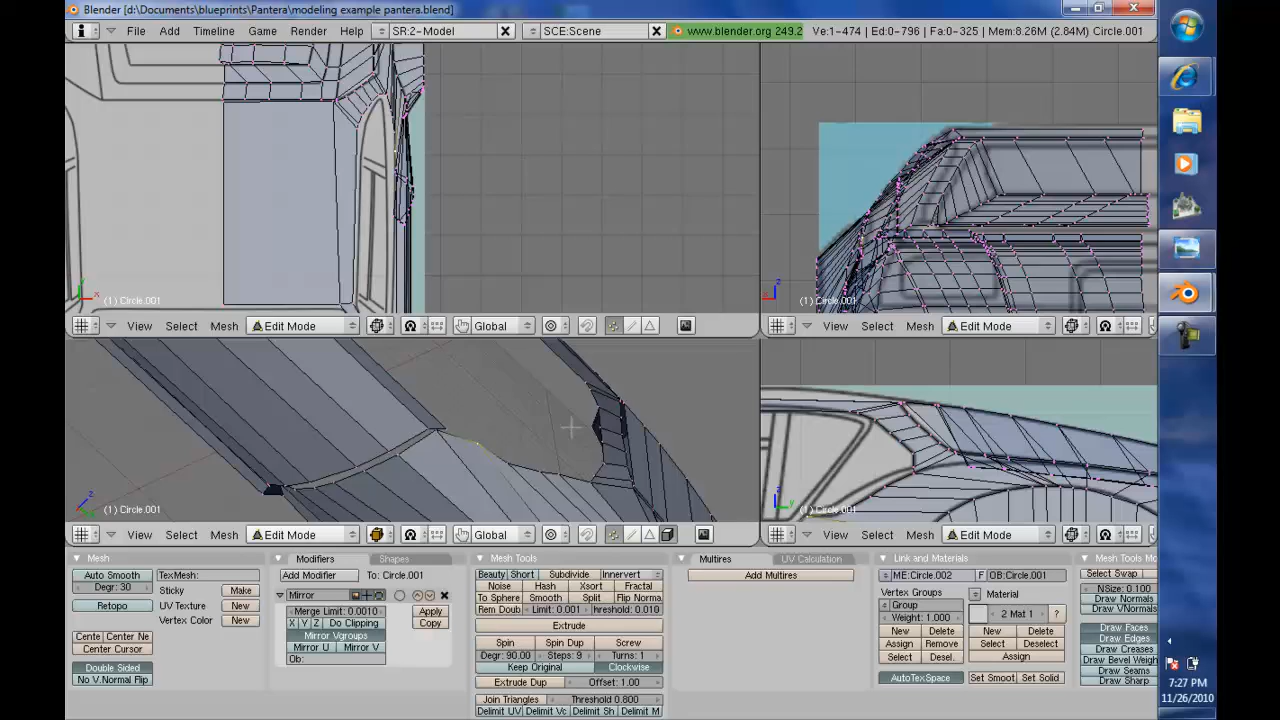 Blender [d:\Documents\blueprints\Pantera\modeling example pantera.blend]
File Add Timeline Game Render Help SR:2-Model SCE:Scene www.blender.org 249.2 Ve:1-474 | Ed:0-796 | Fa:0-325 | Mem:8.26M (2.84M) Circle.001
y x (1) Circle.001
z x (1) Circle.001
View Select Mesh Edit Mode Global
View Select Mesh Edit Mode
z (1) Circle.001
z y (1) Circle.001
View Select Mesh Edit Mode Global
View Select Mesh Edit Mode
Mesh
Auto Smooth
Degr: 30
Retopo
Cente Center Ne
Center Cursor
Double Sided
No V.Normal Flip
TexMesh:
Sticky Make
UV Texture New
Vertex Color New
Modifiers Shapes
Add Modifier To: Circle.001
Mirror
Merge Limit: 0.0010
X Y Z Do Clipping
Mirror Vgroups
Mirror U Mirror V
Ob:
Apply
Copy
Mesh Tools
Beauty Short Subdivide Innervert
Noise Hash Xsort Fractal
To Sphere Smooth Split Flip Norma
Rem Doub Limit: 0.001 hreshold: 0.010
Extrude
Spin Spin Dup Screw
Degr: 90.00 Steps: 9 Turns: 1
Keep Original Clockwise
Extrude Dup Offset: 1.00
Join Triangles Threshold 0.800
Delimit UV Delimit Vc Delimit Sh Delimit M
Multires UV Calculation
Add Multires
Link and Materials
ME:Circle.002 F OB:Circle.001
Vertex Groups
Group
Weight: 1.000
New Delete
Assign Remove
Select Desel.
AutoTexSpace
2 Mat 1 ?
New Delete
Select Deselect
Assign
Set Smoot Set Solid
Mesh Tools Mo
Select Swap
NSize: 0.100
Draw Normals
Draw VNormals
Draw Faces
Draw Edges
Draw Creases
Draw Bevel Weigh
Draw Seams
Draw Sharp
7:27 PM
11/26/2010